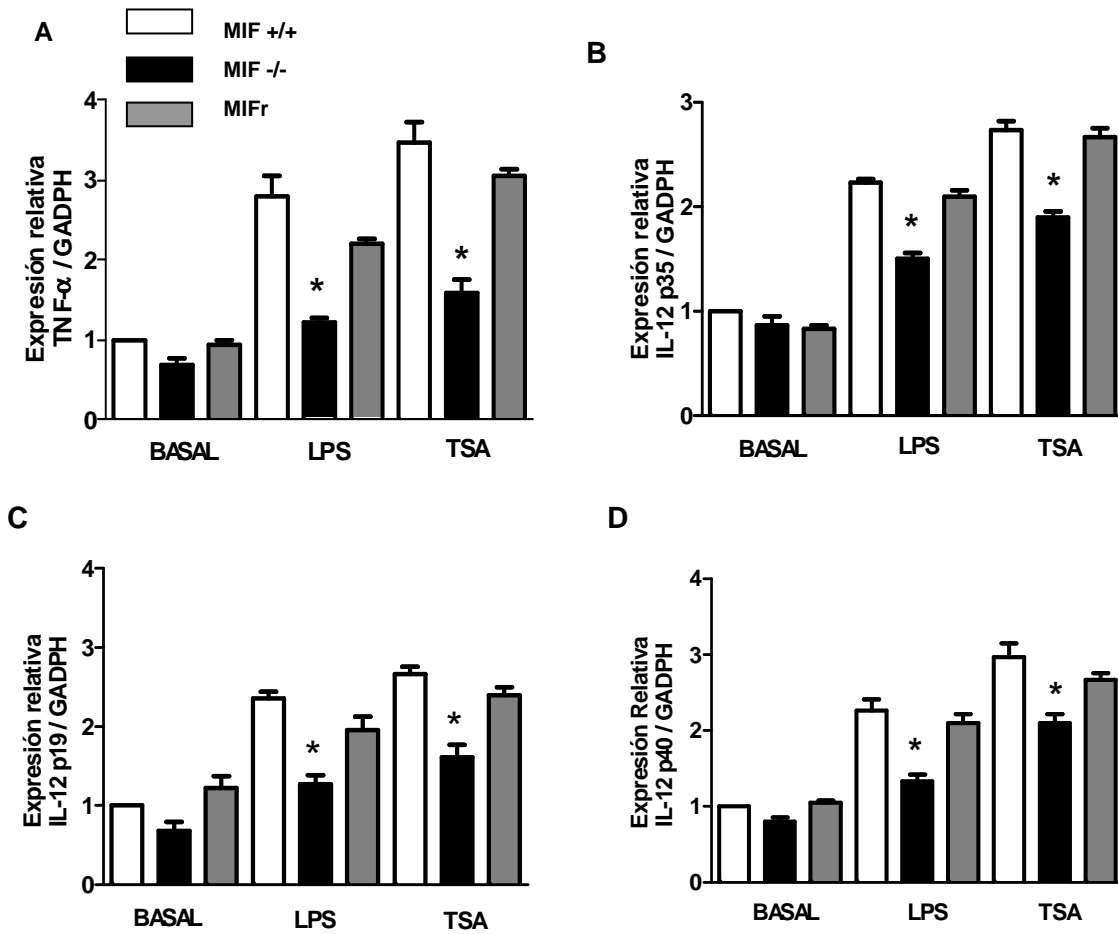 A
MIF +/+
MIF -/-
MIFr
Expresión relativa
TNF-α / GADPH
4
3
2
1
0
*
*
BASAL
LPS
TSA
B
Expresión relativa
IL-12 p35 / GADPH
3
2
1
0
*
*
BASAL
LPS
TSA
C
Expresión relativa
IL-12 p19 / GADPH
4
3
2
1
0
*
*
BASAL
LPS
TSA
D
Expresión Relativa
IL-12 p40 / GADPH
4
3
2
1
0
*
*
BASAL
LPS
TSA